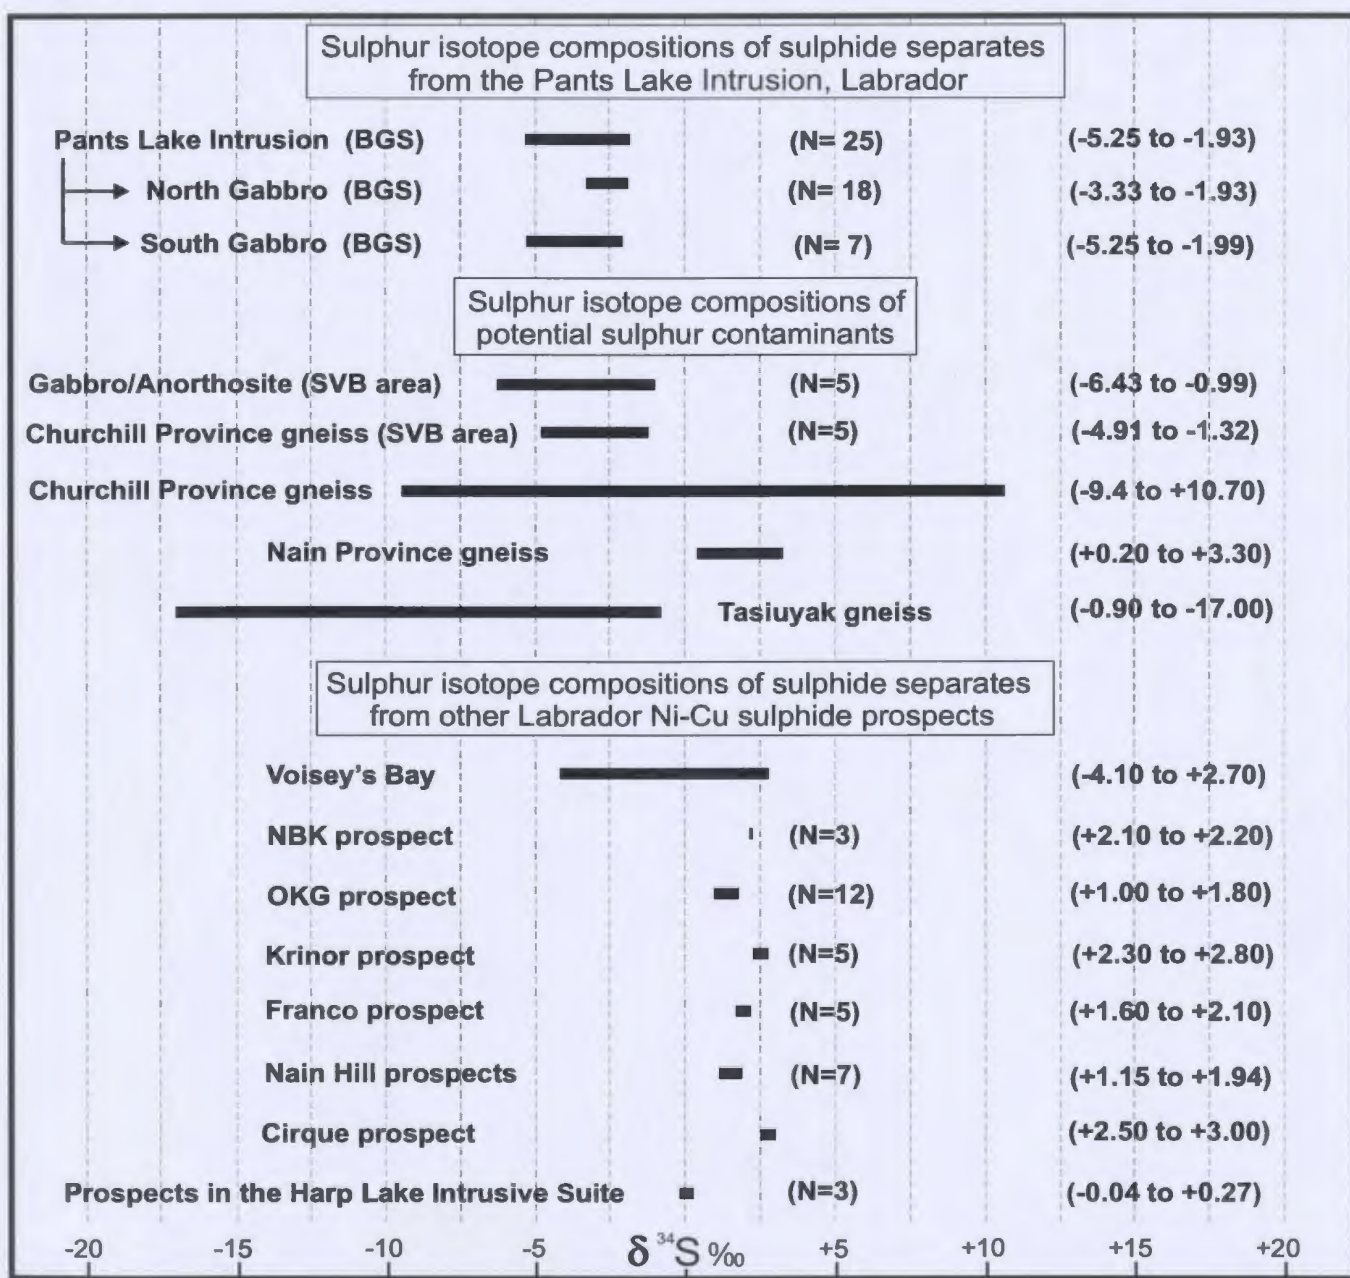 Sulphur isotope compositions of sulphide separates
from the Pants Lake Intrusion, Labrador
Pants Lake Intrusion (BGS) (N= 25) (-5.25 to -1.93)
North Gabbro (BGS) (N= 18) (-3.33 to -1.93)
South Gabbro (BGS) (N= 7) (-5.25 to -1.99)
Sulphur isotope compositions of
potential sulphur contaminants
Gabbro/Anorthosite (SVB area) (N=5) (-6.43 to -0.99)
Churchill Province gneiss (SVB area) (N=5) (-4.91 to -1.32)
Churchill Province gneiss (-9.4 to +10.70)
Nain Province gneiss (+0.20 to +3.30)
Tasiuyak gneiss (-0.90 to -17.00)
Sulphur isotope compositions of sulphide separates
from other Labrador Ni-Cu sulphide prospects
Voisey's Bay (-4.10 to +2.70)
NBK prospect (N=3) (+2.10 to +2.20)
OKG prospect (N=12) (+1.00 to +1.80)
Krinor prospect (N=5) (+2.30 to +2.80)
Franco prospect (N=5) (+1.60 to +2.10)
Nain Hill prospects (N=7) (+1.15 to +1.94)
Cirque prospect (+2.50 to +3.00)
Prospects in the Harp Lake Intrusive Suite (N=3) (-0.04 to +0.27)
-20 -15 -10 -5 δ ³⁴S ‰ +5 +10 +15 +20